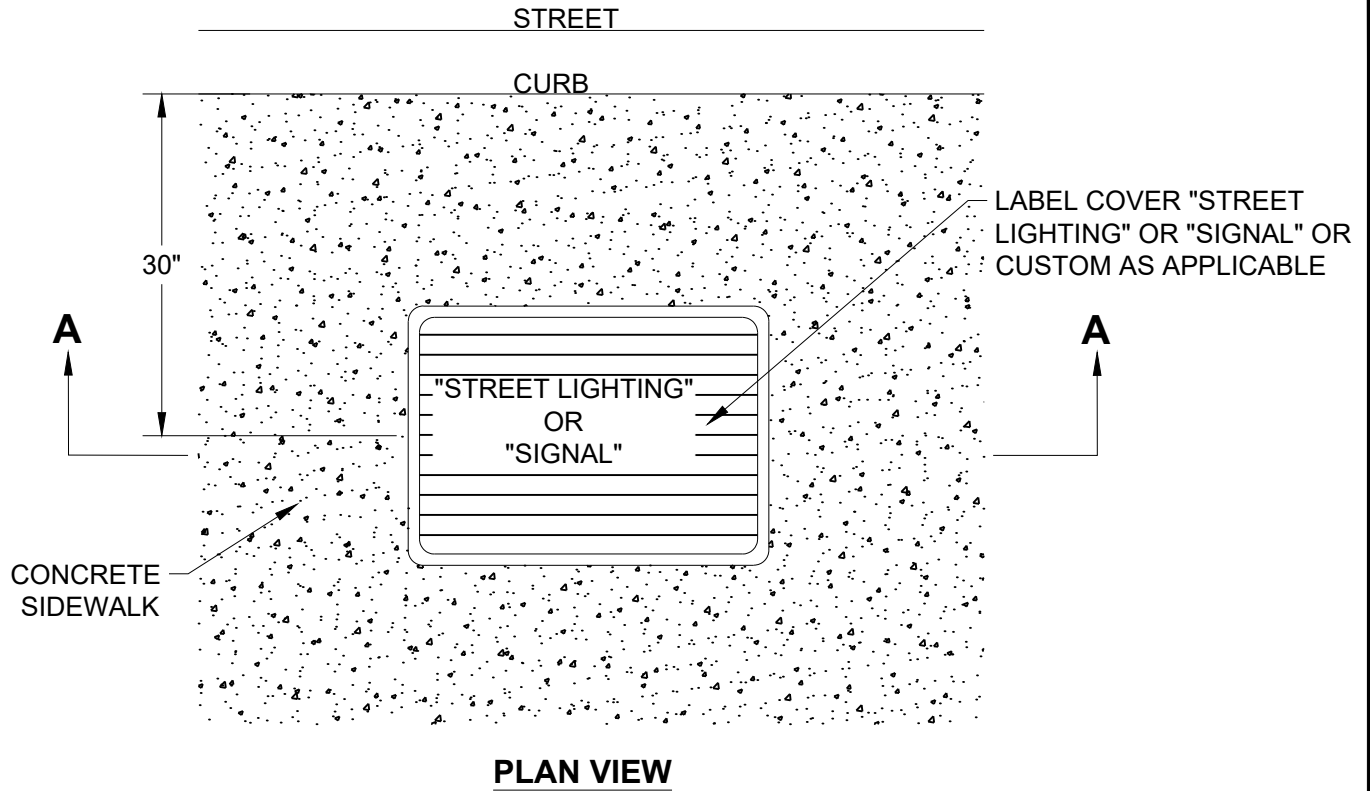 STREET
CURB
LABEL COVER "STREET
LIGHTING" OR "SIGNAL" OR
CUSTOM AS APPLICABLE
30"
A
A
"STREET LIGHTING"
OR
"SIGNAL"
CONCRETE
SIDEWALK
PLAN VIEW